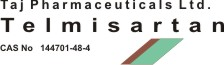 Taj Pharmaceuticals Ltd.
Telmisartan
CAS No 144701-48-4